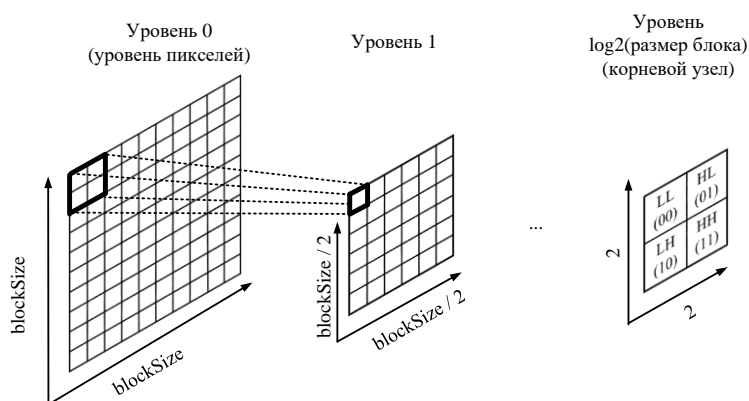 Уровень 0
(уровень пикселей)
Уровень 1
Уровень
log2(размер блока)
(корневой узел)
blockSize
blockSize
blockSize / 2
blockSize / 2
...
2
2
LL
(00)
HL
(01)
LH
(10)
HH
(11)